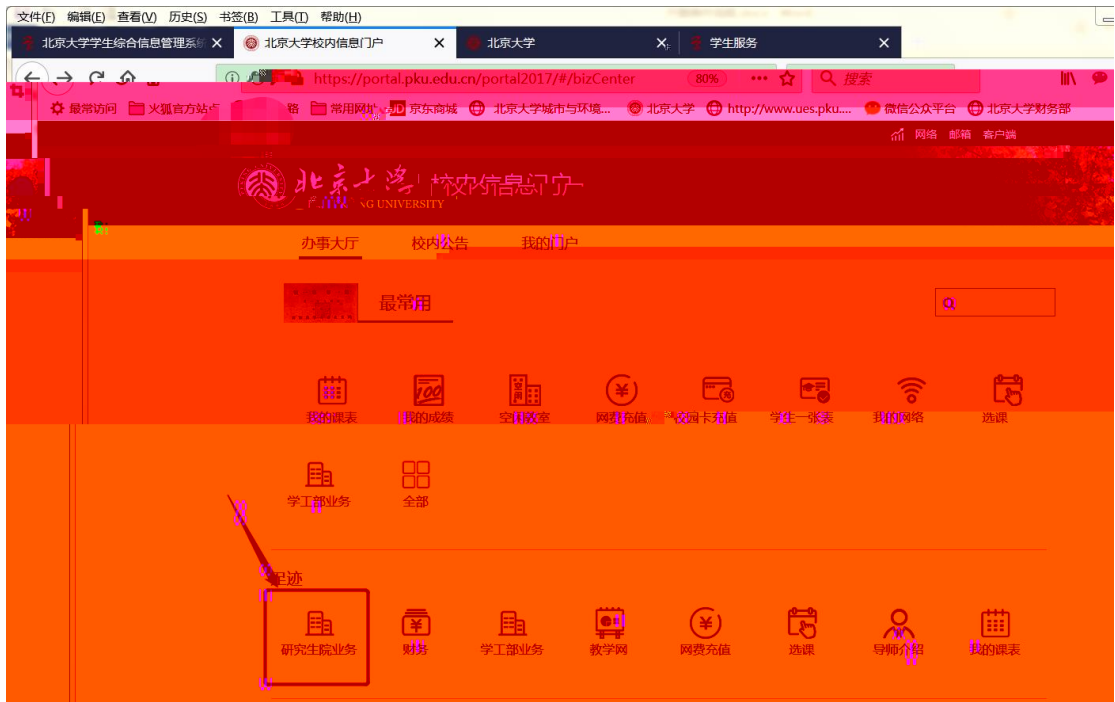 文件(F) 编辑(E) 查看(V) 历史(S) 书签(B) 工具(T) 帮助(H)
北京大学学生综合信息管理系统 北京大学校内信息门户 北京大学 学生服务
https://portal.pku.edu.cn/portal2017/#/bizCenter 80% 搜索
最常访问 火狐官方站点 常用网址 京东商城 北京大学城市与环境... 北京大学 http://www.ues.pku.... 微信公众平台 北京大学财务部
网络 邮箱 客户端
北京大学 校内信息门户
NG UNIVERSITY
办事大厅 校内公告 我的门户
最常用
我的课表 我的成绩 空闲教室 网费充值 校园卡充值 学生一张表 我的网络 选课
学工部业务 全部
足迹
研究生院业务 财务 学工部业务 教学网 网费充值 选课 导师介绍 我的课表